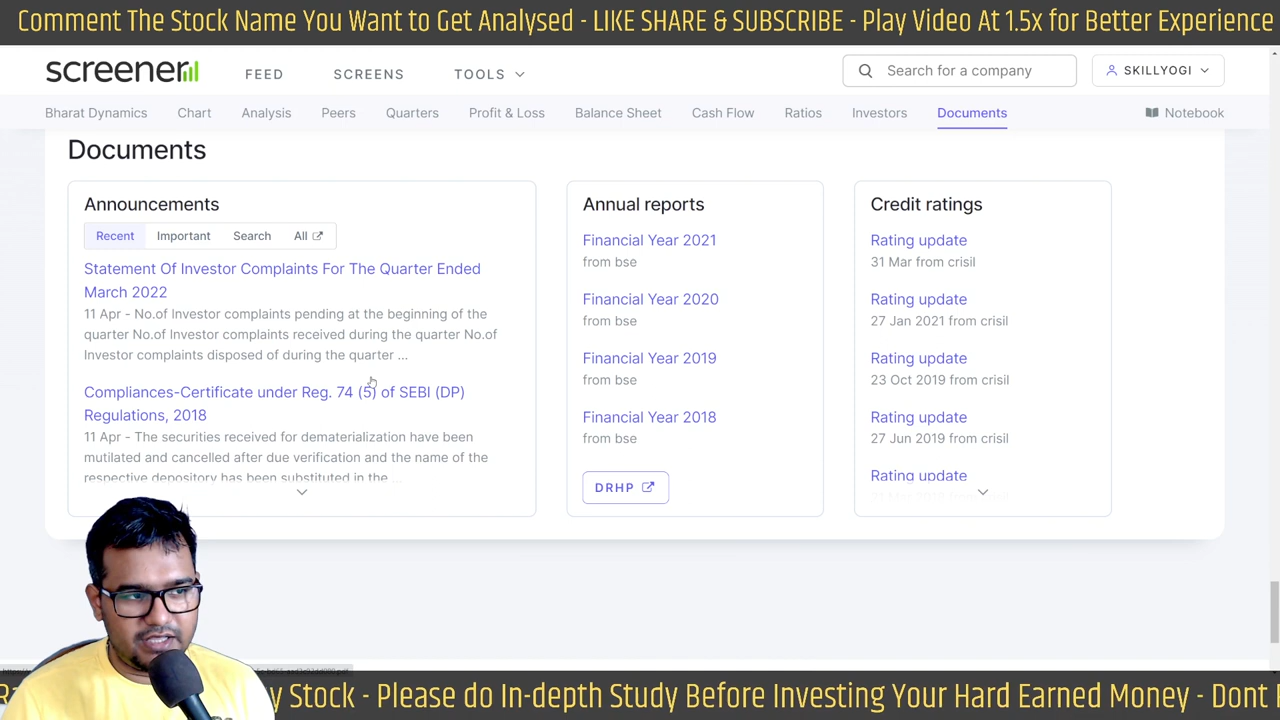 Comment The Stock Name You Want to Get Analysed - LIKE SHARE & SUBSCRIBE - Play Video At 1.5x for Better Experience
screener
FEED
SCREENS
TOOLS
Search for a company
SKILLYOGI
Bharat Dynamics
Chart
Analysis
Peers
Quarters
Profit & Loss
Balance Sheet
Cash Flow
Ratios
Investors
Documents
Notebook
Documents
Announcements
Recent
Important
Search
All
Statement Of Investor Complaints For The Quarter Ended
March 2022
11 Apr - No.of Investor complaints pending at the beginning of the
quarter No.of Investor complaints received during the quarter No.of
Investor complaints disposed of during the quarter ...
Compliances-Certificate under Reg. 74 (5) of SEBI (DP)
Regulations, 2018
11 Apr - The securities received for dematerialization have been
mutilated and cancelled after due verification and the name of the
respective depository has been substituted in the ...
Annual reports
Financial Year 2021
from bse
Financial Year 2020
from bse
Financial Year 2019
from bse
Financial Year 2018
from bse
DRHP
Credit ratings
Rating update
31 Mar from crisil
Rating update
27 Jan 2021 from crisil
Rating update
23 Oct 2019 from crisil
Rating update
27 Jun 2019 from crisil
Rating update
y Stock - Please do In-depth Study Before Investing Your Hard Earned Money - Dont